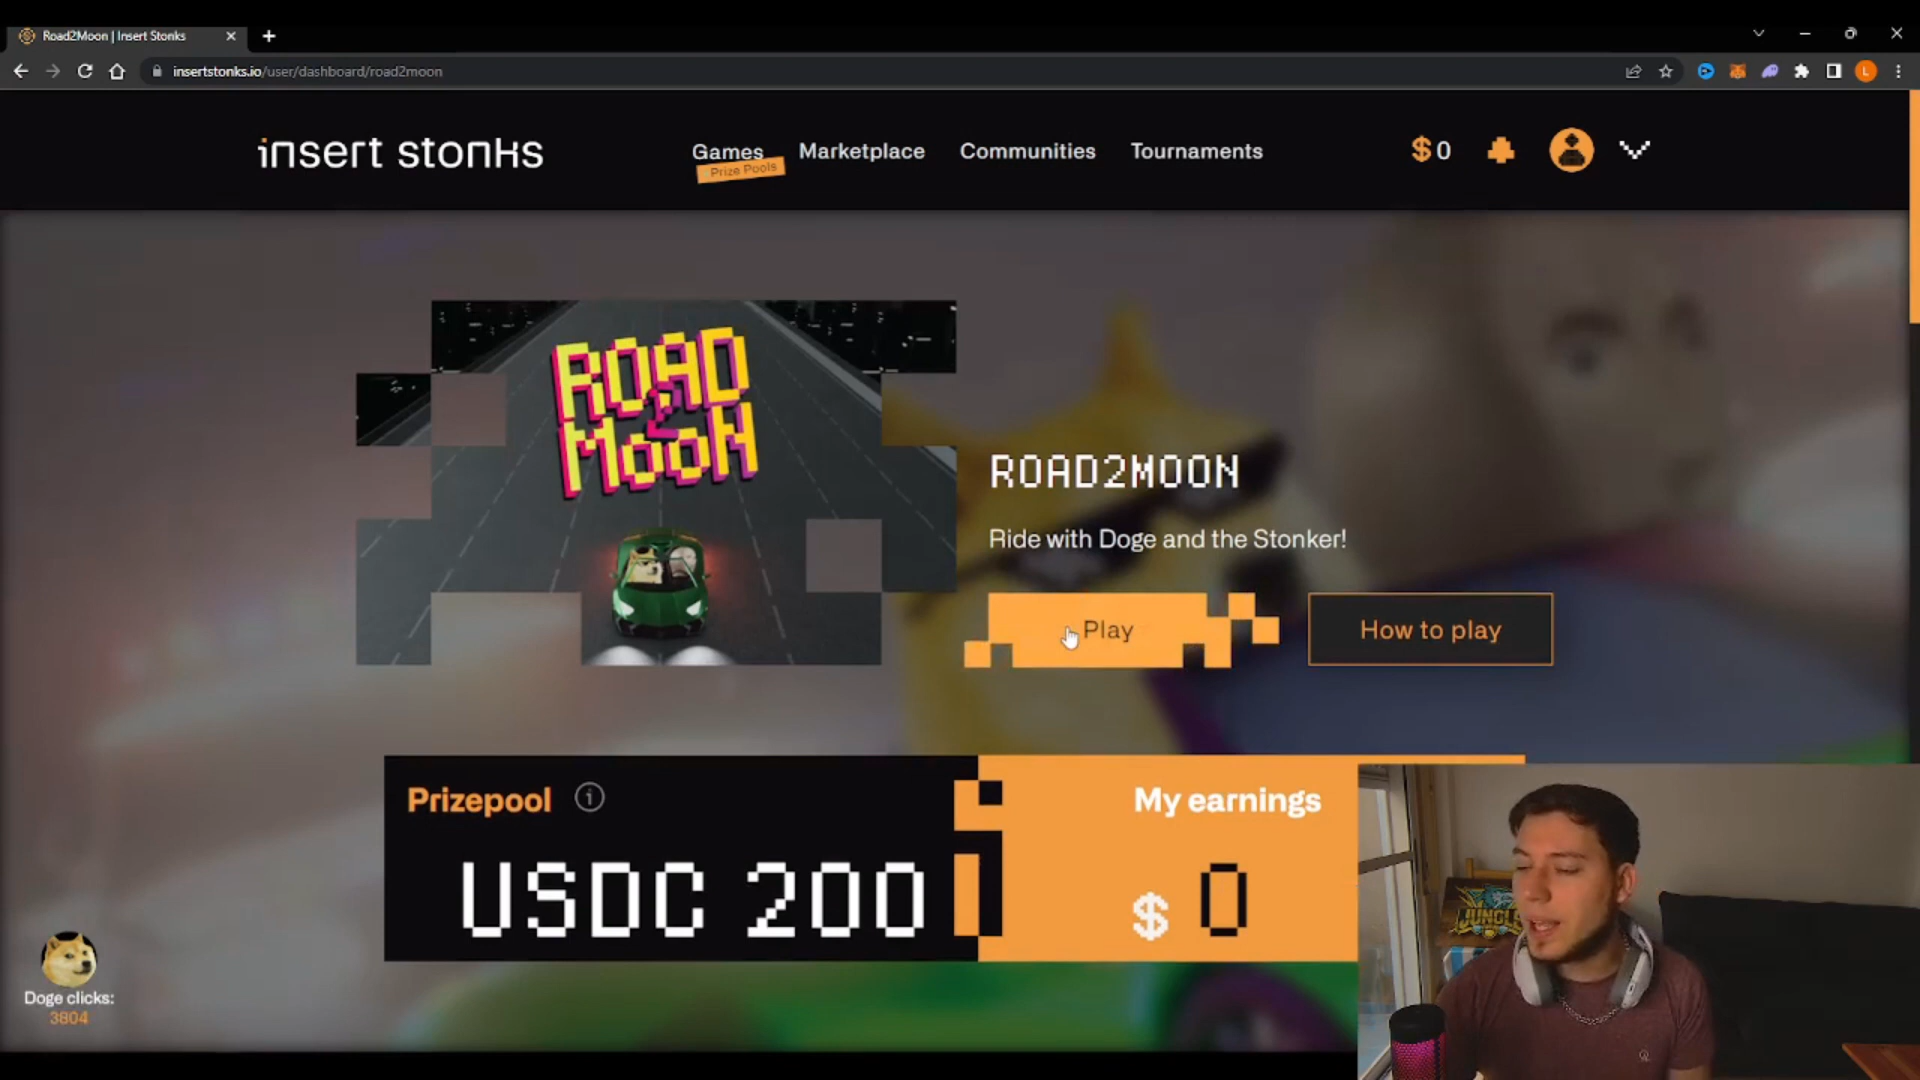 Road2Moon | Insert Stonks
insertstonks.io/user/dashboard/road2moon
L
insert stonks
Games
Prize Pools
Marketplace
Communities
Tournaments
$ 0
ROAD
2
MOON
ROAD2MOON
Ride with Doge and the Stonker!
Play
How to play
Prizepool
USDC 200
My earnings
$ 0
Doge clicks:
3804
JUNGLE